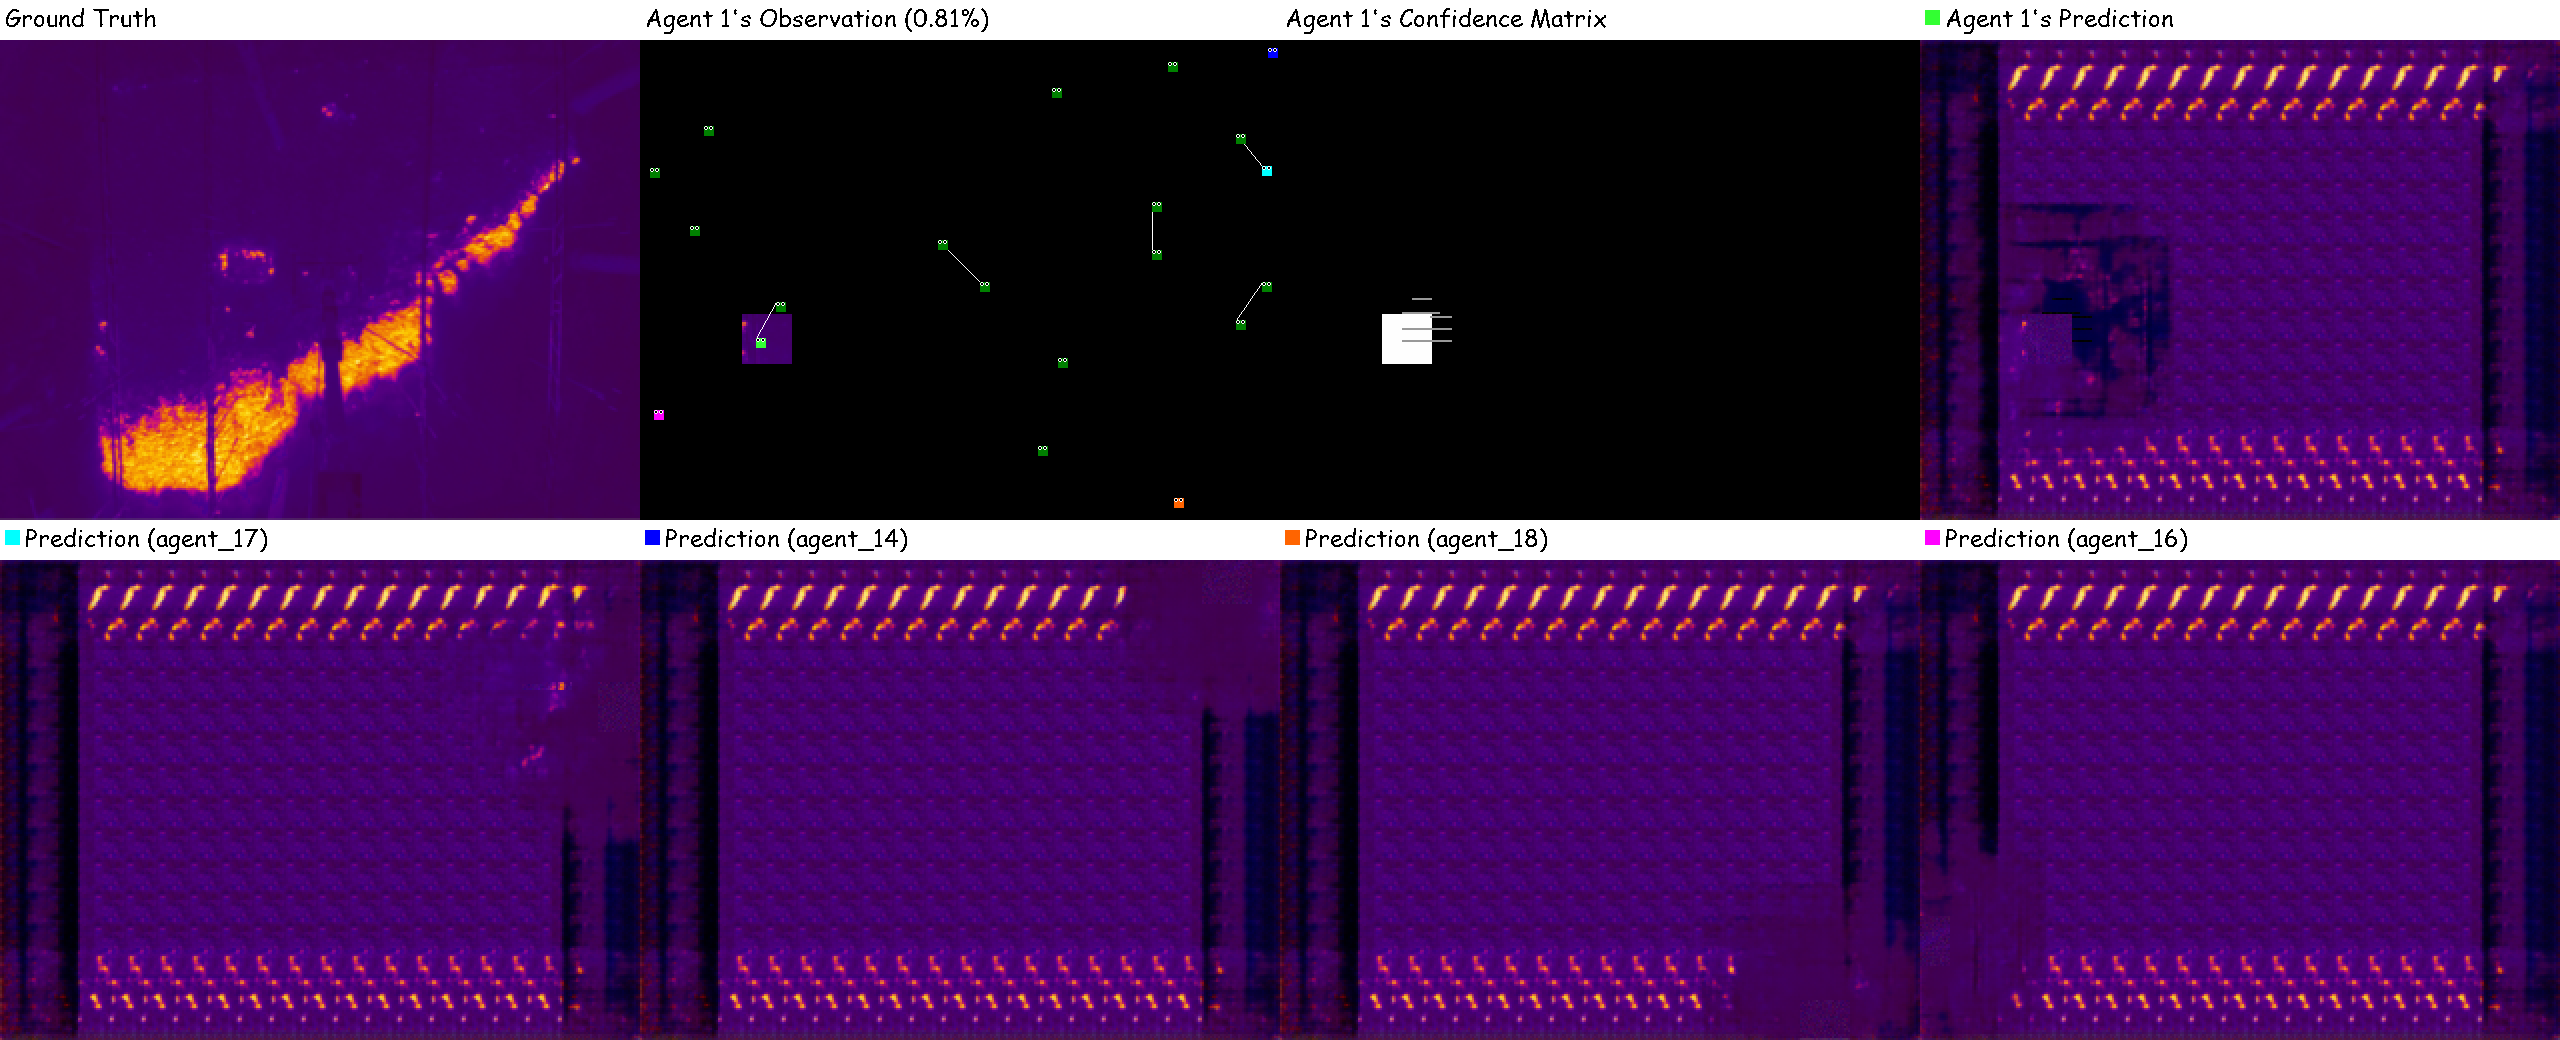 Ground Truth
Agent 1's Observation (0.81%)
Agent 1's Confidence Matrix
Agent 1's Prediction
Prediction (agent_17)
Prediction (agent_14)
Prediction (agent_18)
Prediction (agent_16)